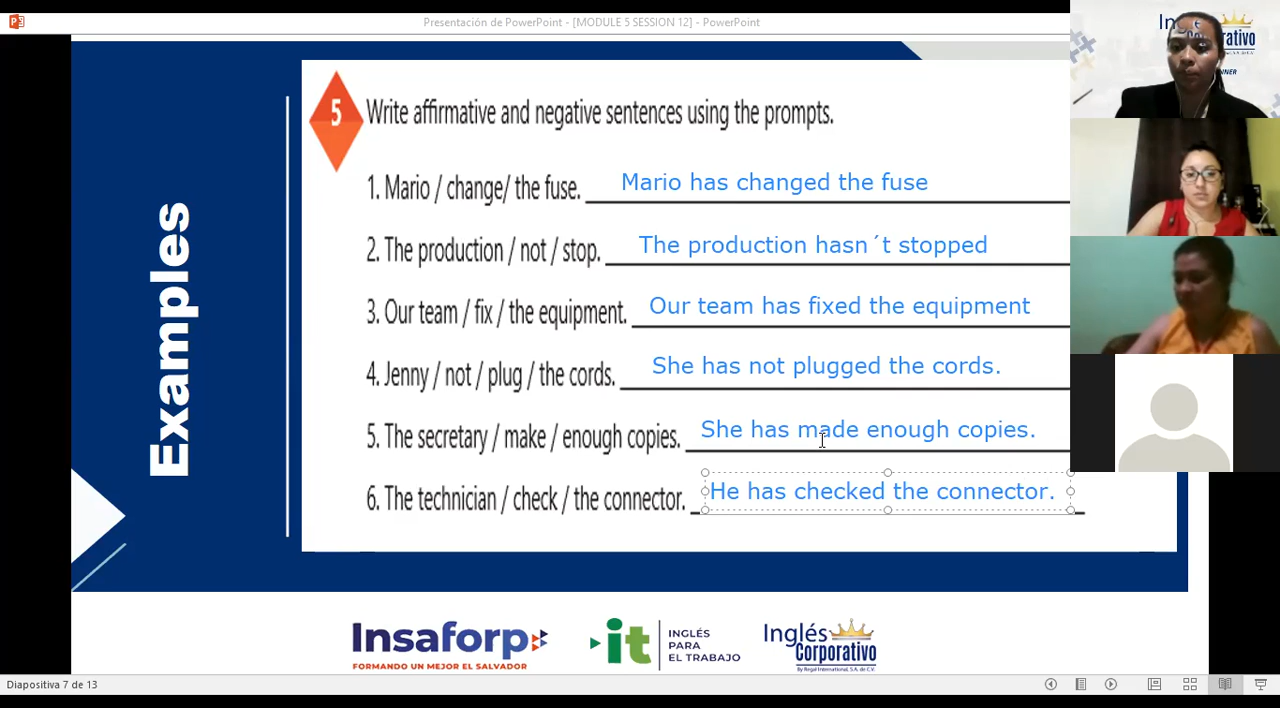 Presentación de PowerPoint - [MODULE 5 SESSION 12] - PowerPoint
Examples
5 Write affirmative and negative sentences using the prompts.
1. Mario / change/ the fuse. Mario has changed the fuse
2. The production / not / stop. The production hasn´t stopped
3. Our team / fix / the equipment. Our team has fixed the equipment
4. Jenny / not / plug / the cords. She has not plugged the cords.
5. The secretary / make / enough copies. She has made enough copies.
6. The technician / check / the connector. He has checked the connector.
Insaforp
FORMANDO UN MEJOR EL SALVADOR
it INGLÉS PARA EL TRABAJO
Inglés Corporativo
By Regal International, S.A. de C.V.
Diapositiva 7 de 13